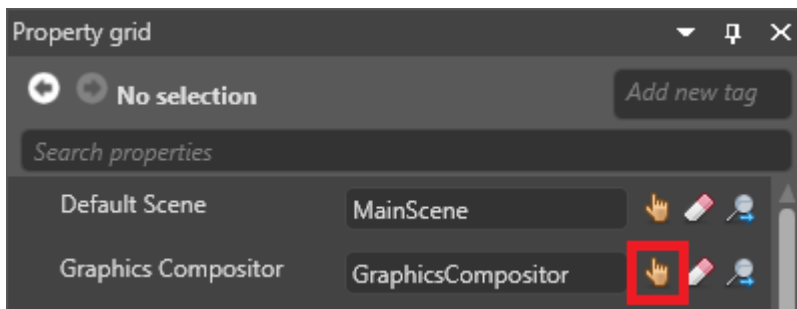 Property grid
No selection
Add new tag
Search properties
Default Scene
MainScene
Graphics Compositor
GraphicsCompositor